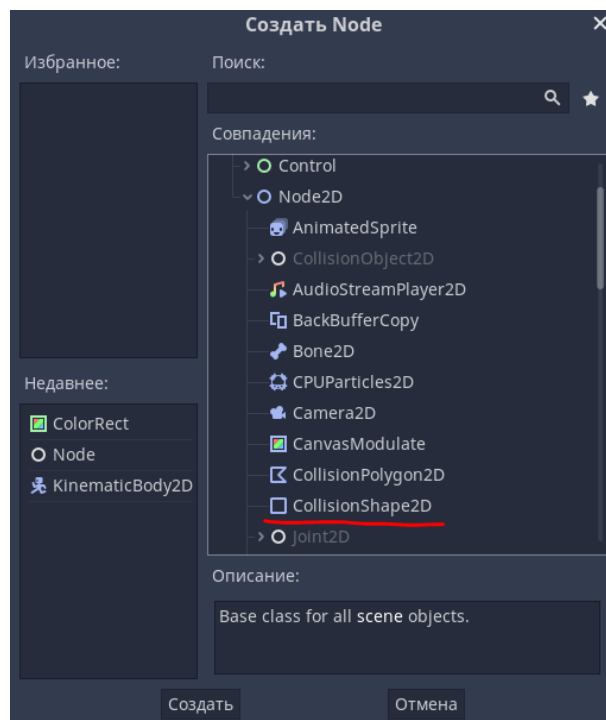 Создать Node
Избранное:
Поиск:
Совпадения:
Control
Node2D
AnimatedSprite
CollisionObject2D
AudioStreamPlayer2D
BackBufferCopy
Bone2D
CPUParticles2D
Camera2D
CanvasModulate
CollisionPolygon2D
CollisionShape2D
Joint2D
Недавнее:
ColorRect
Node
KinematicBody2D
Описание:
Base class for all scene objects.
Создать
Отмена